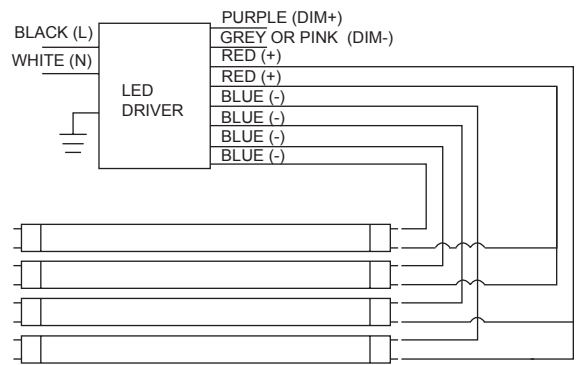 PURPLE (DIM+)
BLACK (L)
GREY OR PINK (DIM-)
WHITE (N)
RED (+)
RED (+)
LED
DRIVER
BLUE (-)
BLUE (-)
BLUE (-)
BLUE (-)